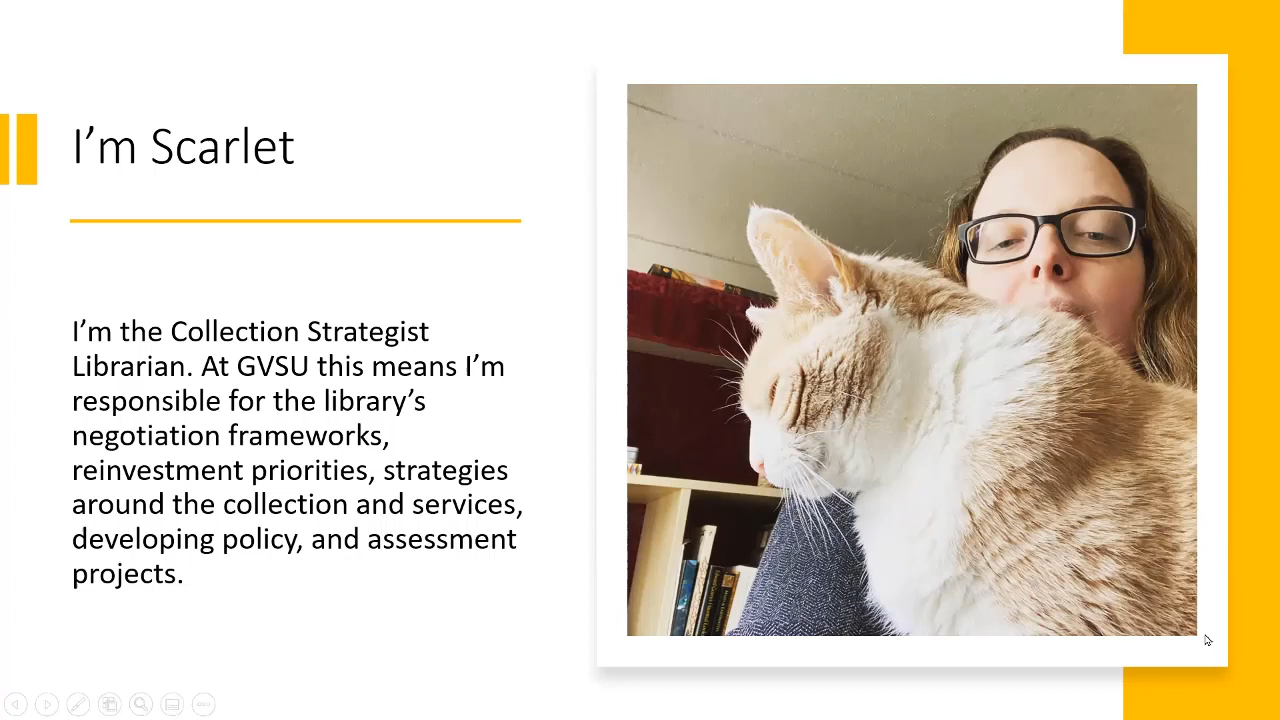 I’m Scarlet
I’m the Collection Strategist
Librarian. At GVSU this means I’m
responsible for the library’s
negotiation frameworks,
reinvestment priorities, strategies
around the collection and services,
developing policy, and assessment
projects.